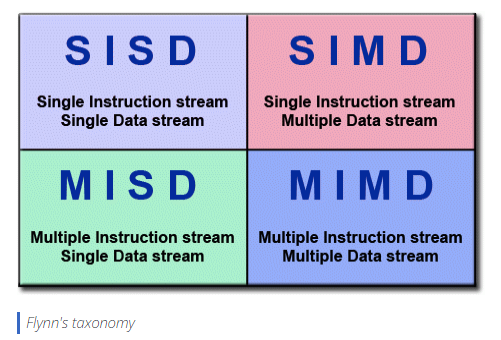 SISD
Single Instruction stream
Single Data stream
SIMD
Single Instruction stream
Multiple Data stream
MISD
Multiple Instruction stream
Single Data stream
MIMD
Multiple Instruction stream
Multiple Data stream
Flynn's taxonomy